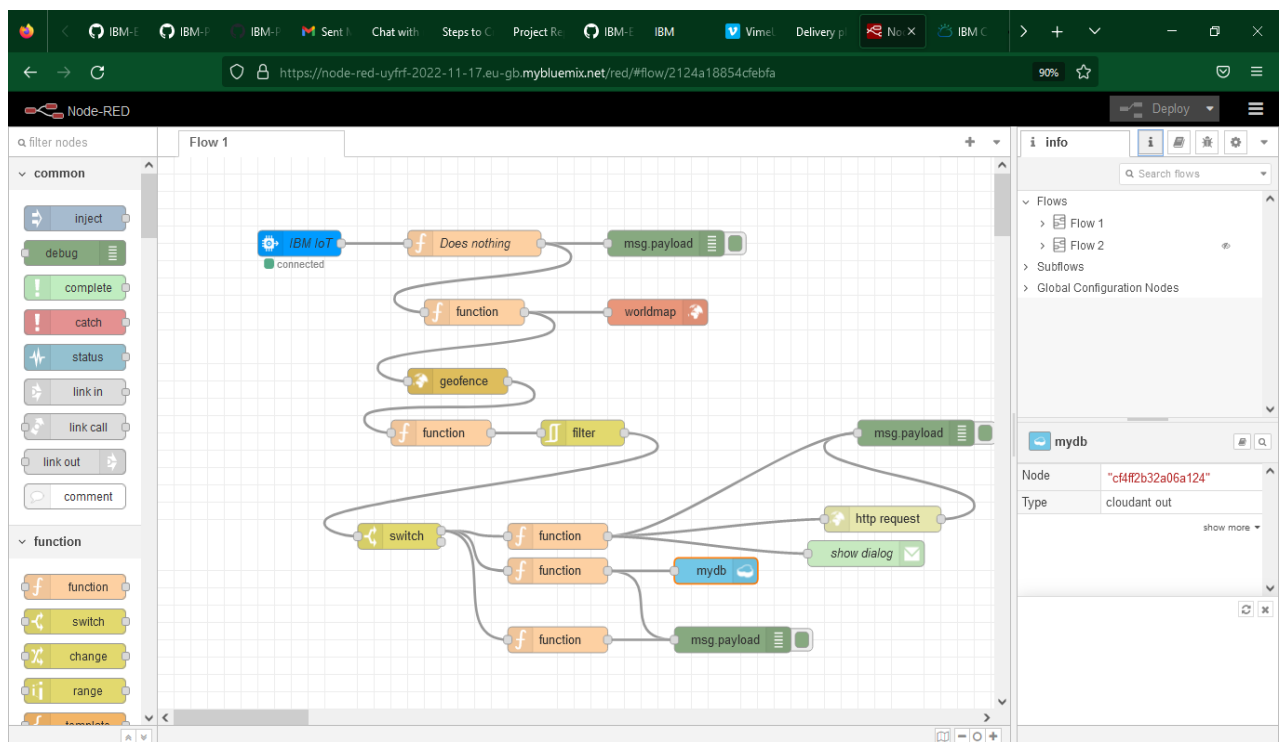 IBM-E IBM-P IBM-P Sent M Chat with Steps to C Project Re IBM-E IBM Vime Delivery pl No IBM C
https://node-red-uyfrf-2022-11-17.eu-gb.mybluemix.net/red/#flow/2124a18854cfebfa 90%
Node-RED Deploy
filter nodes Flow 1 i info i
common Search flows
Flows
inject Flow 1
IBM IoT Does nothing msg.payload Flow 2
debug connected Subflows
complete Global Configuration Nodes
function worldmap
catch
status
geofence
link in
link call function filter msg.payload mydb
link out Node "cf4ff2b32a06a124"
comment Type cloudant out
http request show more
function switch function show dialog
function mydb
function
switch function msg.payload
change
range
template